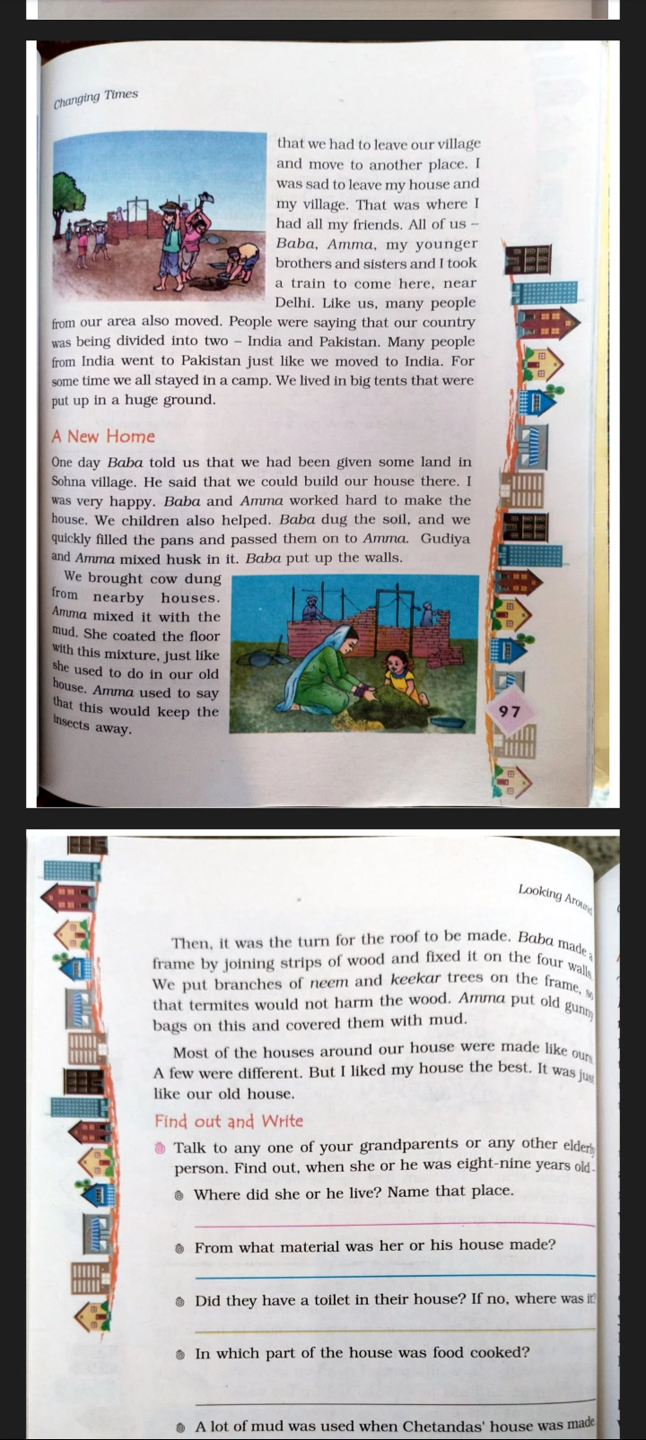 Changing Times
that we had to leave our village
and move to another place. I
was sad to leave my house and
my village. That was where I
had all my friends. All of us –
Baba, Amma, my younger
brothers and sisters and I took
a train to come here, near
Delhi. Like us, many people
from our area also moved. People were saying that our country
was being divided into two – India and Pakistan. Many people
from India went to Pakistan just like we moved to India. For
some time we all stayed in a camp. We lived in big tents that were
put up in a huge ground.
A New Home
One day Baba told us that we had been given some land in
Sohna village. He said that we could build our house there. I
was very happy. Baba and Amma worked hard to make the
house. We children also helped. Baba dug the soil, and we
quickly filled the pans and passed them on to Amma. Gudiya
and Amma mixed husk in it. Baba put up the walls.
We brought cow dung
from nearby houses.
Amma mixed it with the
mud. She coated the floor
with this mixture, just like
she used to do in our old
house. Amma used to say
that this would keep the
insects away.
97
Looking Around
Then, it was the turn for the roof to be made. Baba made a
frame by joining strips of wood and fixed it on the four walls.
We put branches of neem and keekar trees on the frame, so
that termites would not harm the wood. Amma put old gunny
bags on this and covered them with mud.
Most of the houses around our house were made like ours.
A few were different. But I liked my house the best. It was just
like our old house.
Find out and Write
Talk to any one of your grandparents or any other elderly
person. Find out, when she or he was eight-nine years old-
Where did she or he live? Name that place.
From what material was her or his house made?
Did they have a toilet in their house? If no, where was it?
In which part of the house was food cooked?
A lot of mud was used when Chetandas' house was made